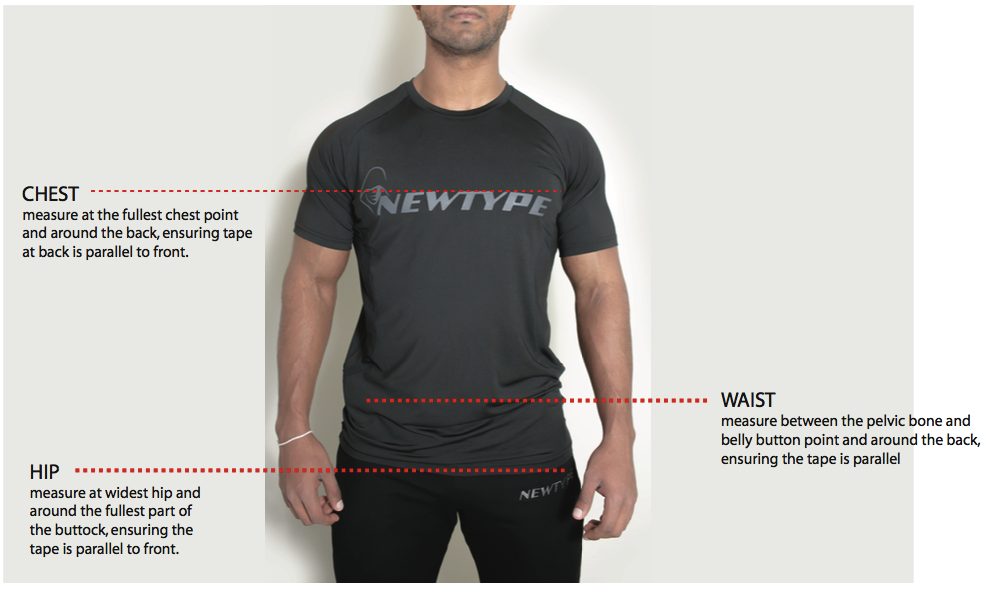 CHEST
measure at the fullest chest point
and around the back, ensuring tape
at back is parallel to front.
NEWTYPE
WAIST
measure between the pelvic bone and
belly button point and around the back,
ensuring the tape is parallel
HIP
measure at widest hip and
around the fullest part of
the buttock, ensuring the
tape is parallel to front.
NEWTYPE